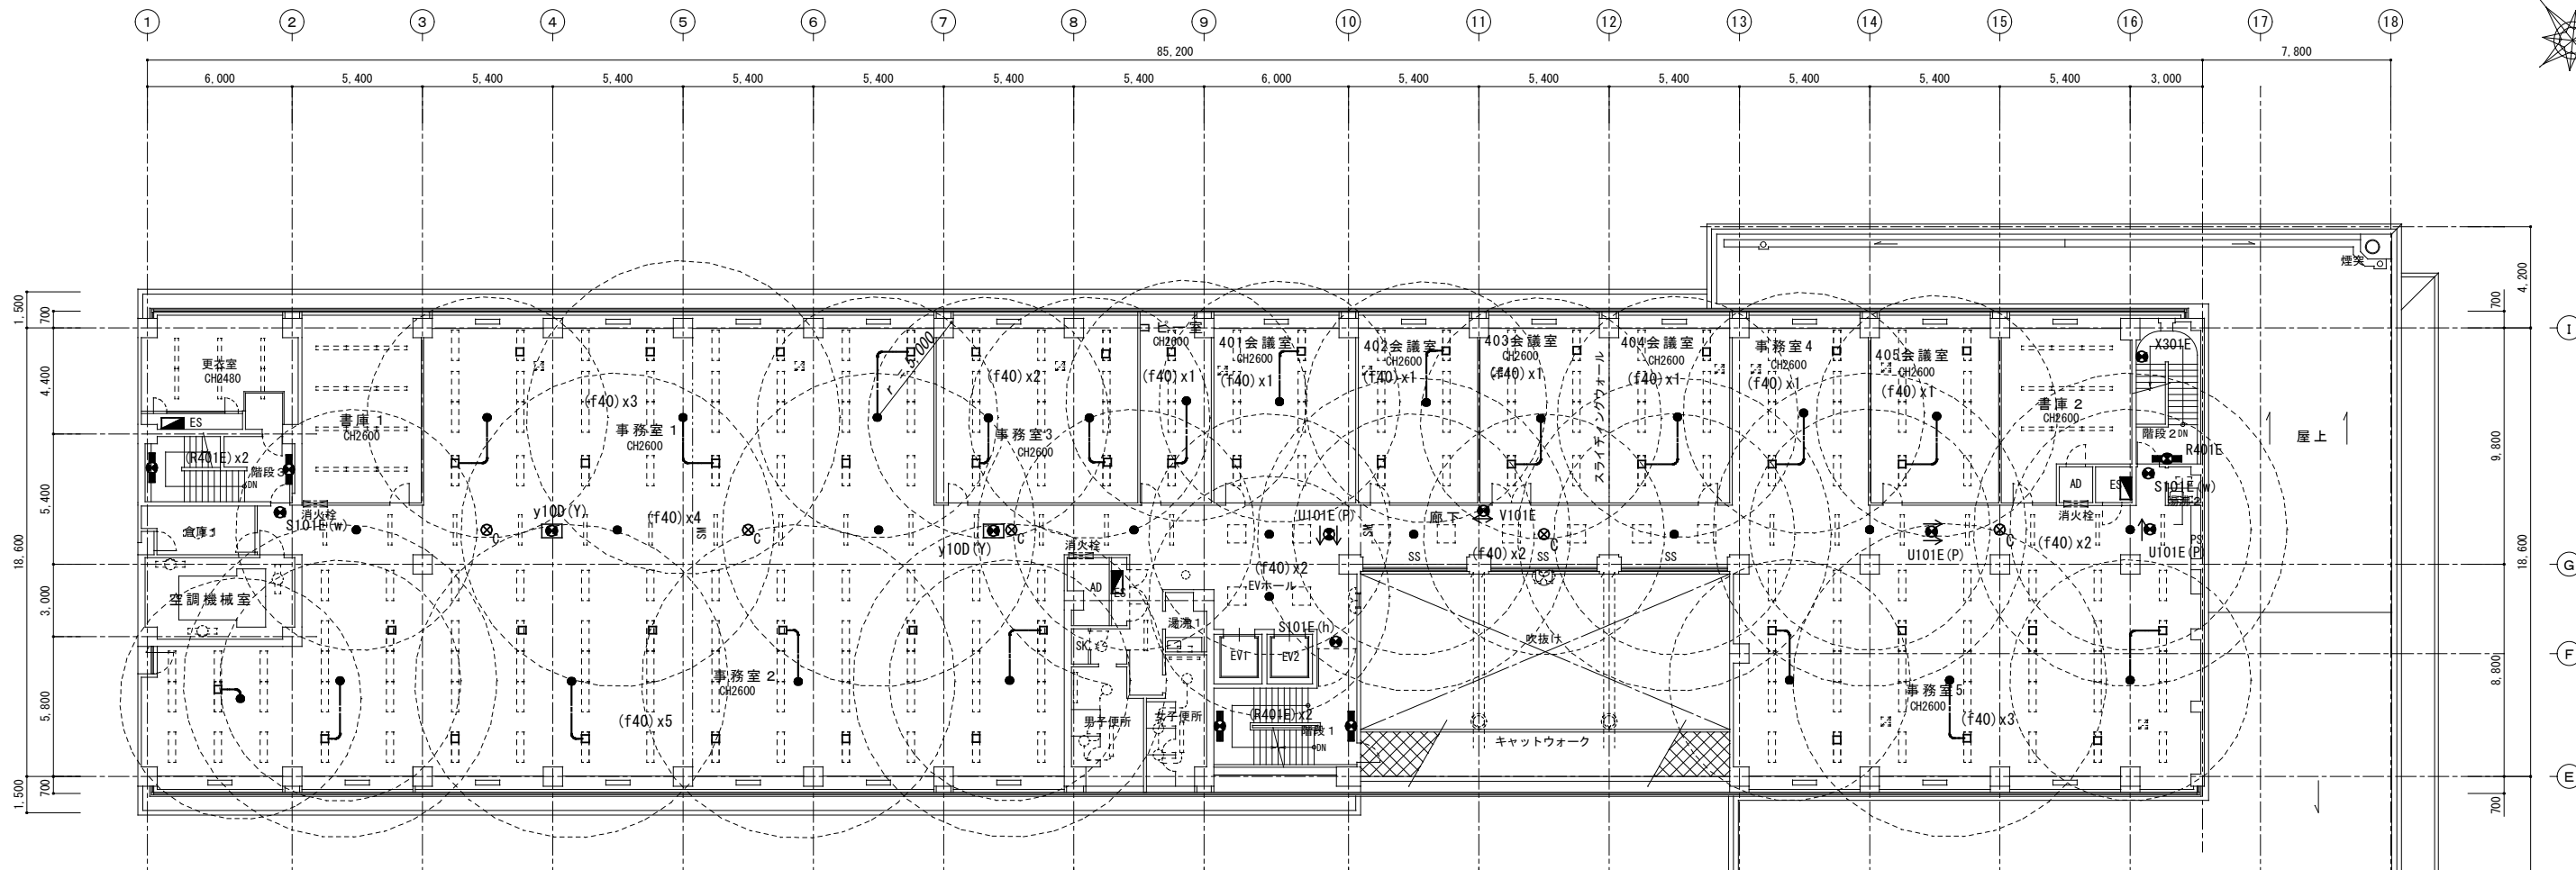 1 2 3 4 5 6 7 8 9 10 11 12 13 14 15 16 17 18
85,200 7,800
6,000 5,400 5,400 5,400 5,400 5,400 5,400 5,400 6,000 5,400 5,400 5,400 5,400 5,400 5,400 3,000
煙突
4,200
1,500 700
700
I
更衣室
CH2480
ピー室
CH2600
401会議室
CH2600
402会議室
CH2600
403会議室
CH2600
404会議室
CH2600
事務室4
CH2600
405会議室
CH2600
X301E
4,400
r = 5,000
(f40)x2
(f40)x1
(f40)x1
(f40)x1
(f40)x1
(f40)x1
(f40)x1
(f40)x1
スライディングウォール
(f40)x3
ES
書庫1
CH2600
事務室1
CH2600
事務室3
CH2600
書庫2
CH2600
階段2
DN
屋上
9,800
(R401E)x2
階段3
DN
R401E
AD
ES
S101E(w)
5,400
消火栓
S101E(w)
y10D(Y)
(f40)x4
SM
U101E(P)
SM
廊下
V101E
消火栓
倉庫1
C
C
y10D(Y)
C
消火栓
SS
(f40)x2
SS
C
SS
U101E(P)
C
(f40)x2
U101E(P)
PS
18,600
18,600
G
空調機械室
AD
ES
(f40)x2
EVホール
3,000
湯沸1
S101E(h)
吹抜け
SK
EV1
EV2
F
事務室2
CH2600
事務室5
CH2600
8,800
5,800
(f40)x5
男子便所
女子便所
(R401E)x2
階段1
DN
(f40)x3
キャットウォーク
E
1,500 700
700